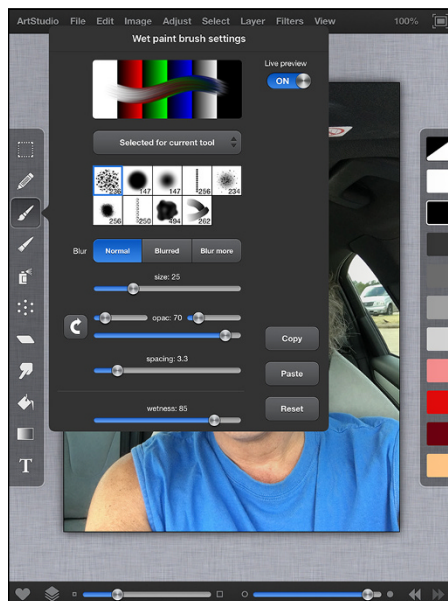 ArtStudio File Edit Image Adjust Select Layer Filters View 100%
Wet paint brush settings
Live preview
ON
Selected for current tool
236 147 147 256 234
256 250 494 262
Blur Normal Blurred Blur more
size: 25
opac: 70
Copy
spacing: 3.3
Paste
wetness: 85
Reset
T